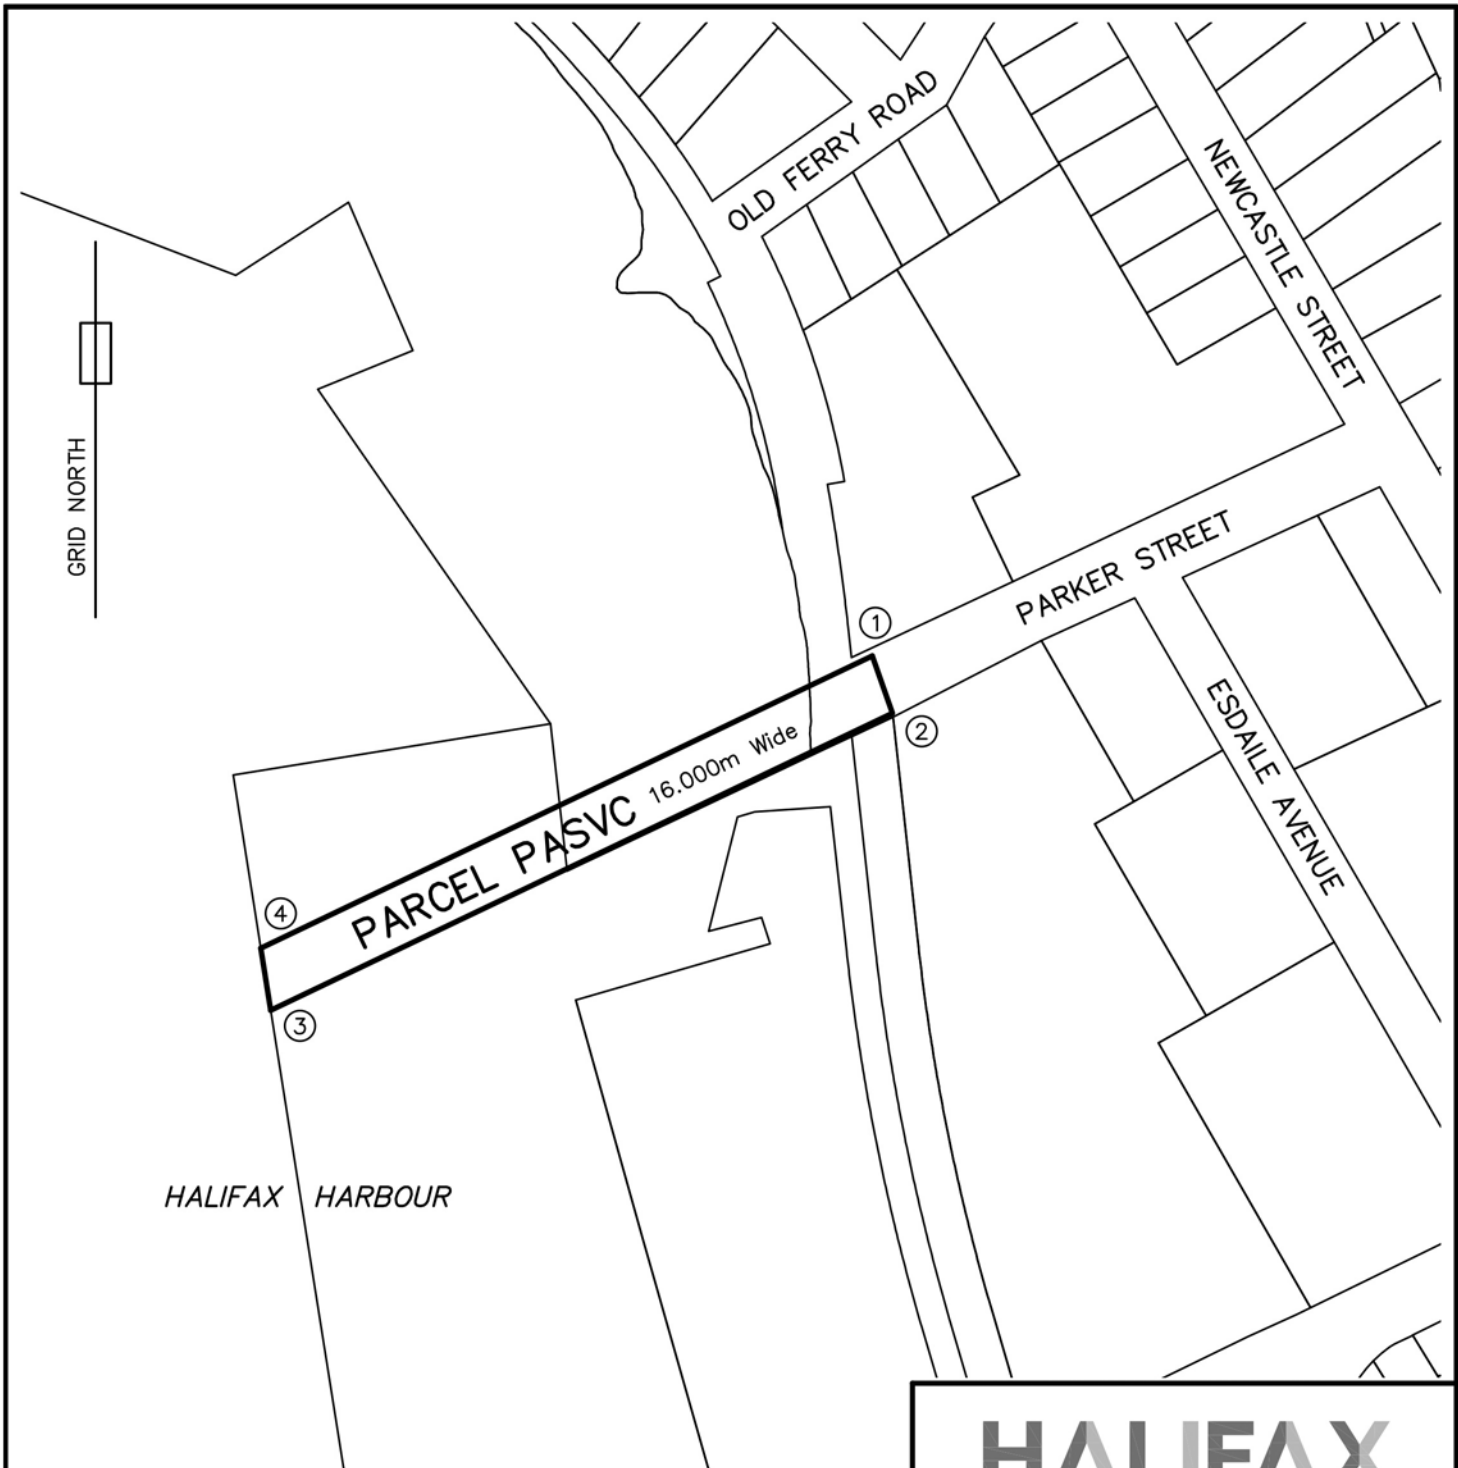 OLD FERRY ROAD
NEWCASTLE STREET
GRID NORTH
PARKER STREET
1
2
ESDAILE AVENUE
PARCEL PASVC 16.000m Wide
4
3
HALIFAX HARBOUR
HALIFAX